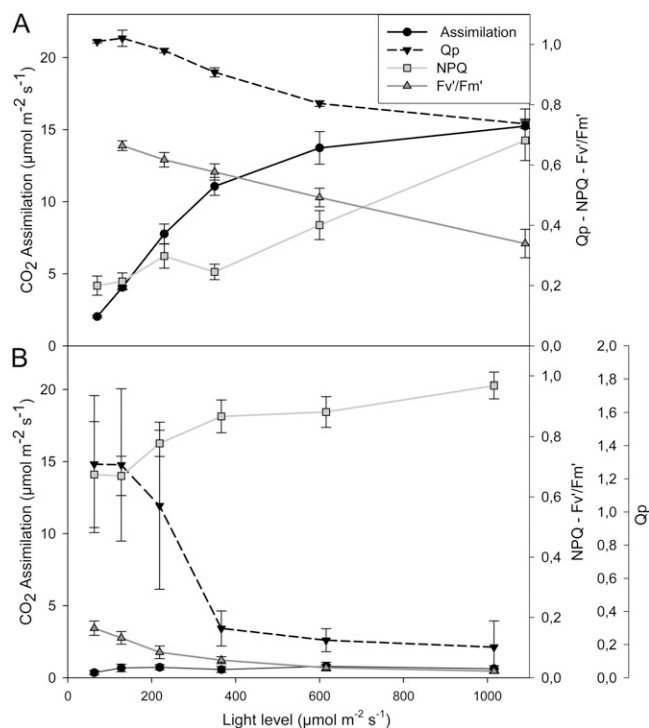 A
Assimilation
Qp
NPQ
Fv'/Fm'
CO2 Assimilation (µmol m-2 s-1)
20
15
10
5
0
Qp - NPQ - Fv'/Fm'
1,0
0,8
0,6
0,4
0,2
0,0
B
CO2 Assimilation (µmol m-2 s-1)
20
15
10
5
0
NPQ - Fv'/Fm'
1,0
0,8
0,6
0,4
0,2
0,0
Qp
2,0
1,8
1,6
1,4
1,2
1,0
0,8
0,6
0,4
0,2
0,0
0 200 400 600 800 1000
Light level (µmol m-2 s-1)